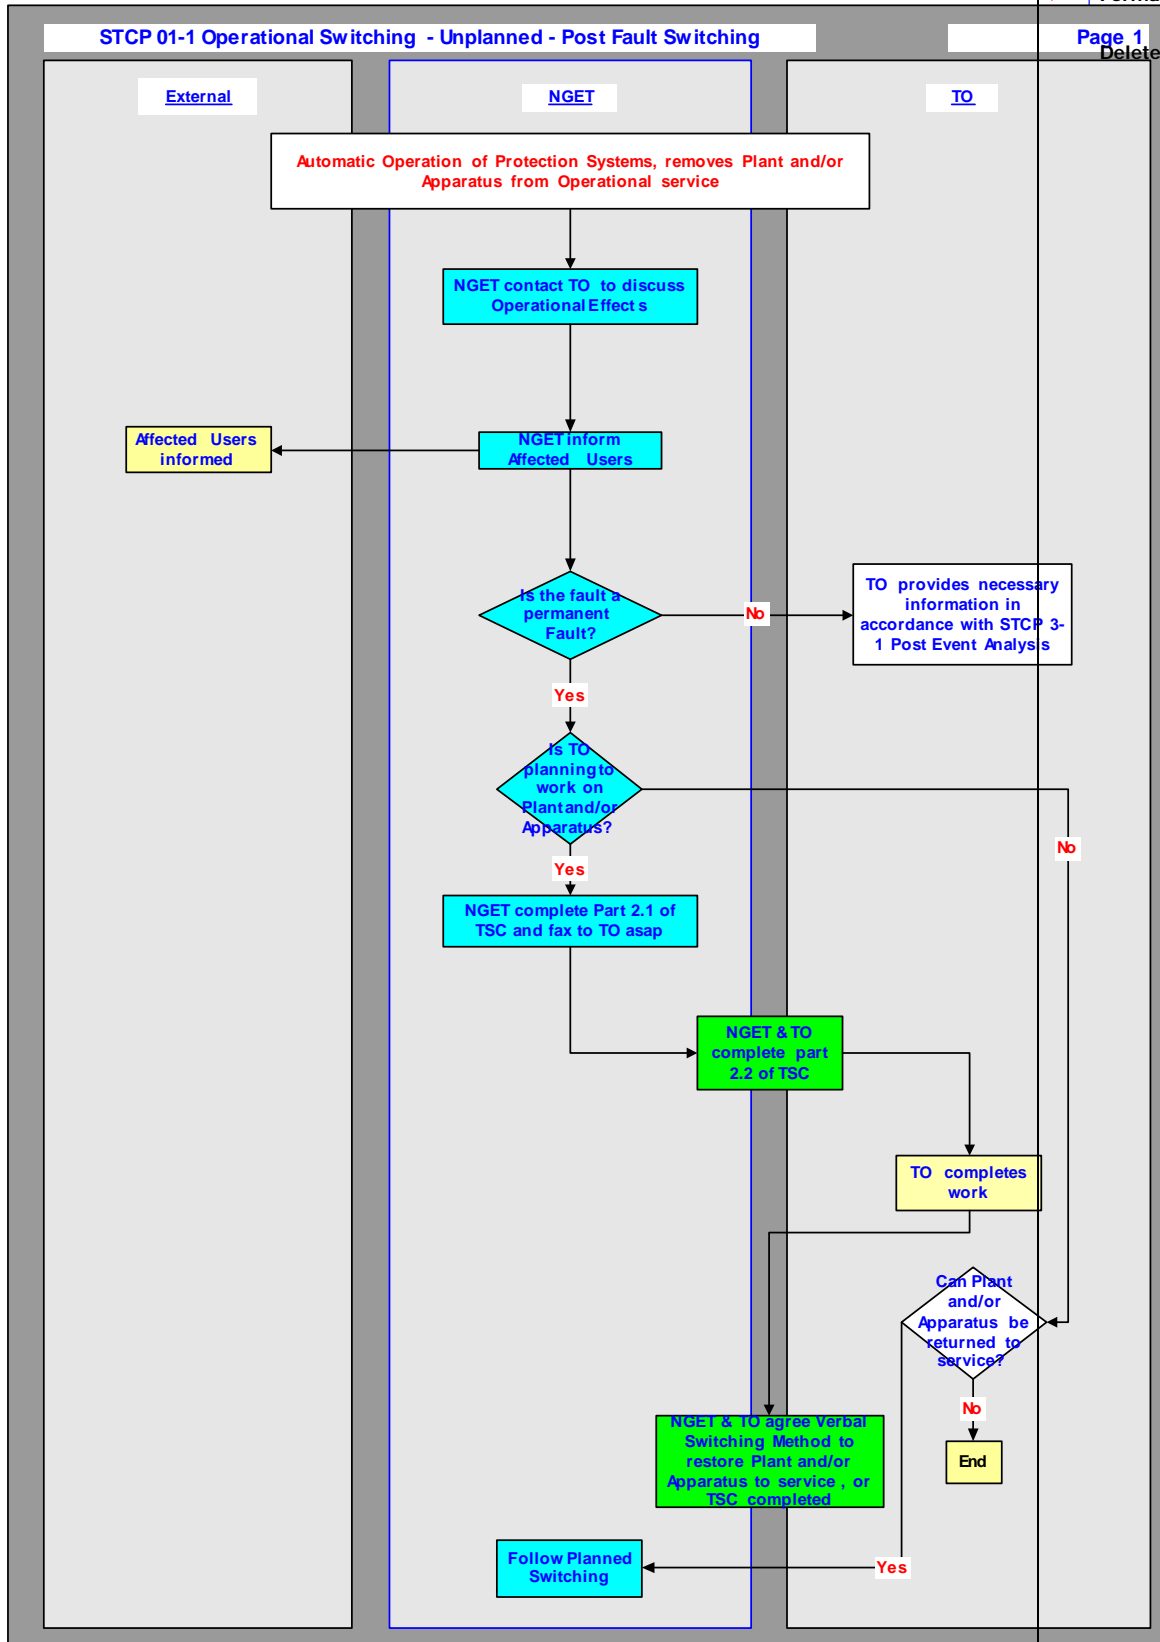 Forma
STCP 01-1 Operational Switching - Unplanned - Post Fault Switching
Page 1
Delete
External
NGET
TO
Automatic Operation of Protection Systems, removes Plant and/or
Apparatus from Operational service
NGET contact TO to discuss
Operational Effects
Affected Users
informed
NGET inform
Affected Users
Is the fault a
permanent
Fault?
No
TO provides necessary
information in
accordance with STCP 3-
1 Post Event Analysis
Yes
Is TO
planning to
work on
Plant and/or
Apparatus?
No
Yes
NGET complete Part 2.1 of
TSC and fax to TO asap
NGET & TO
complete part
2.2 of TSC
TO completes
work
Can Plant
and/or
Apparatus be
returned to
service?
No
End
NGET & TO agree Verbal
Switching Method to
restore Plant and/or
Apparatus to service , or
TSC completed
Follow Planned
Switching
Yes